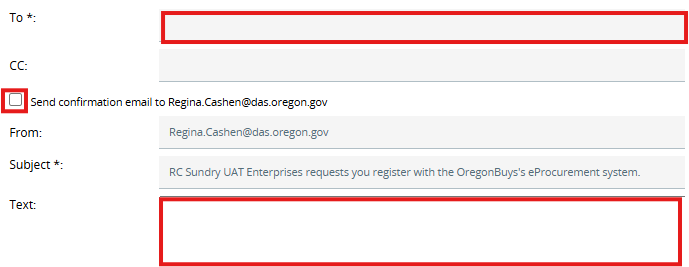 To *:
CC:
Send confirmation email to Regina.Cashen@das.oregon.gov
From: Regina.Cashen@das.oregon.gov
Subject *: RC Sundry UAT Enterprises requests you register with the OregonBuys's eProcurement system.
Text: